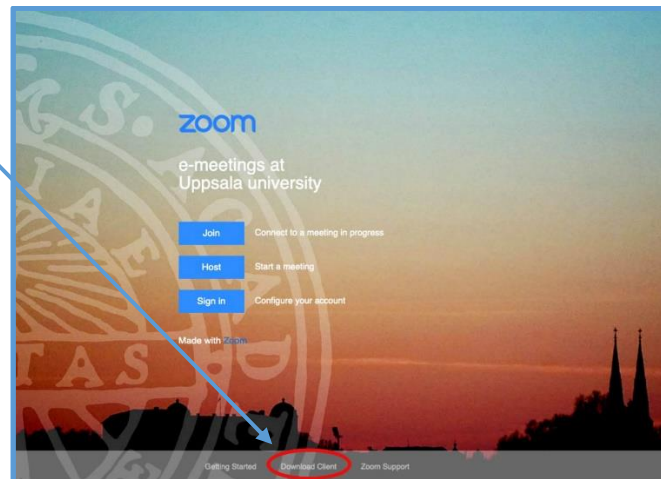 zoom
e-meetings at
Uppsala university
Join Connect to a meeting in progress
Host Start a meeting
Sign in Configure your account
Made with Zoom
Getting Started Download Client Zoom Support